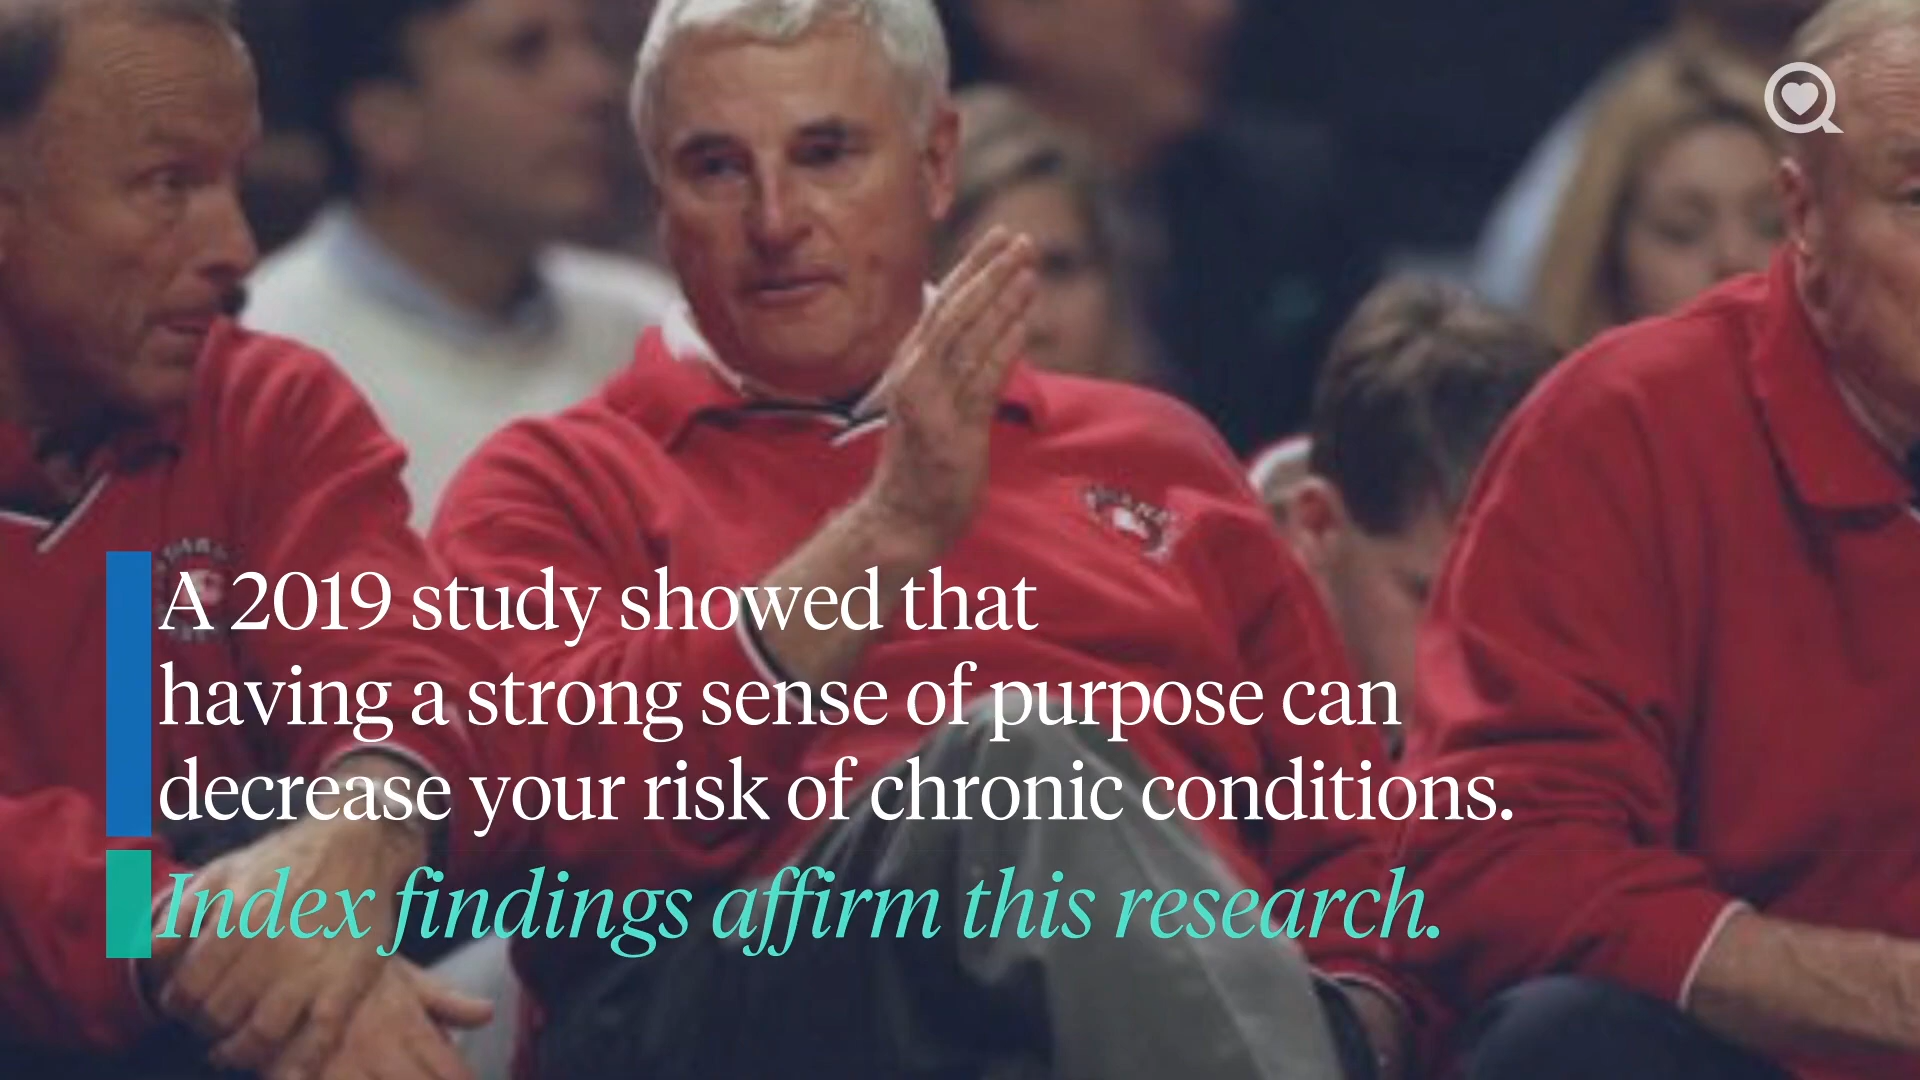 A 2019 study showed that
having a strong sense of purpose can
decrease your risk of chronic conditions.
Index findings affirm this research.